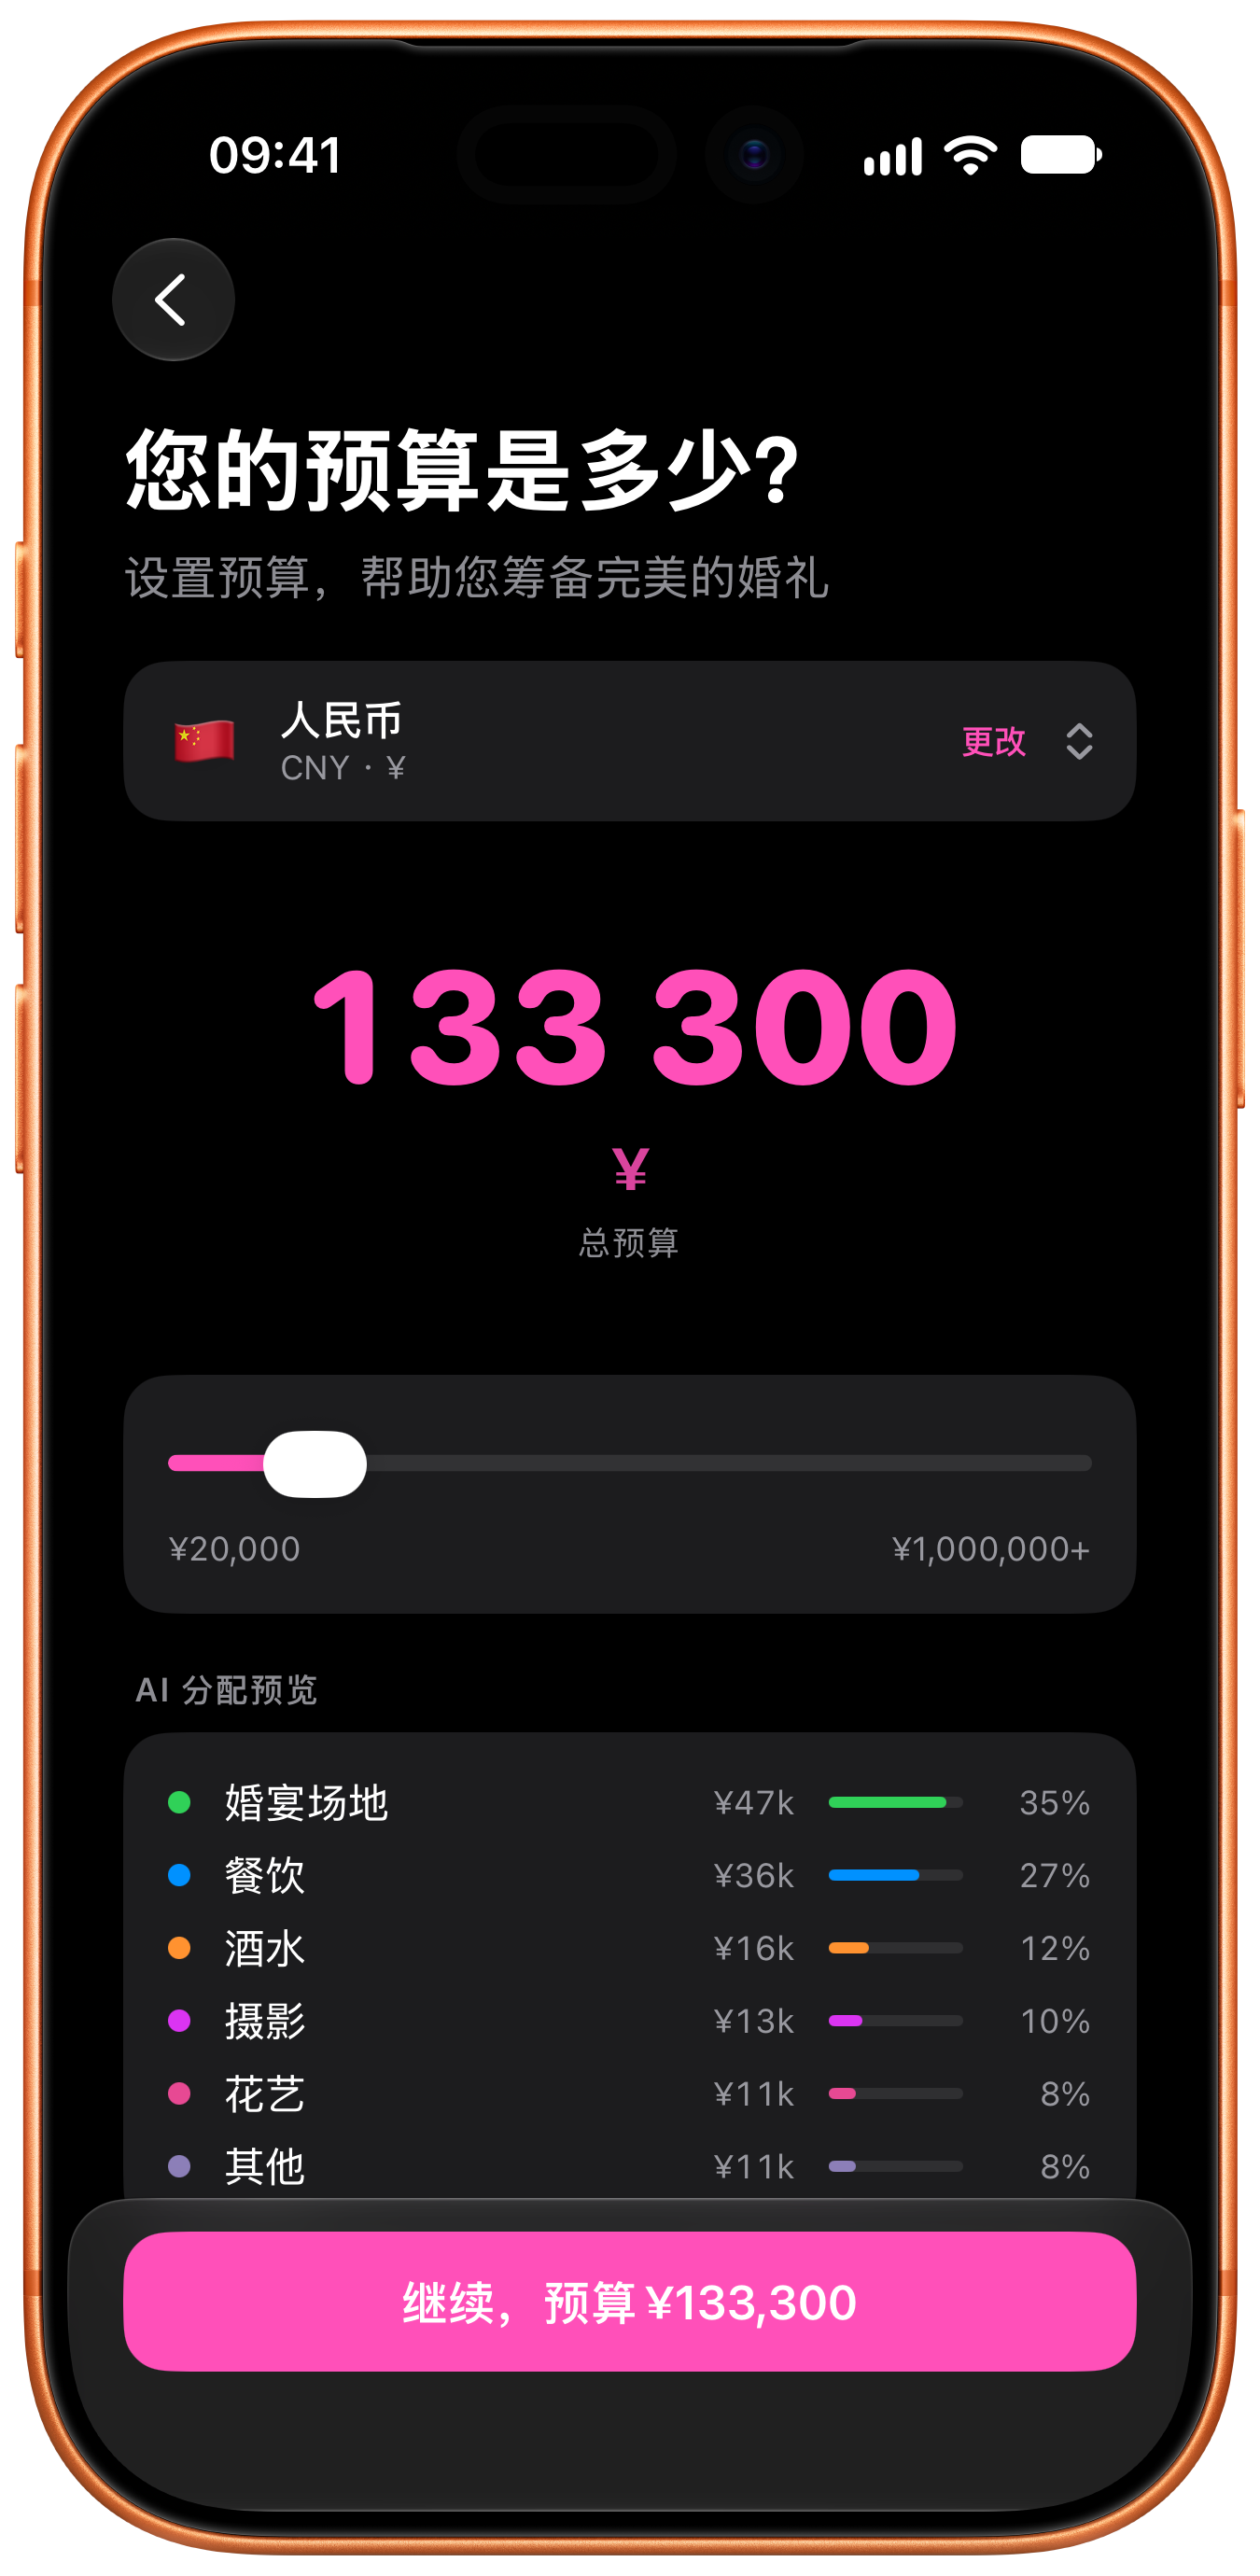 09:41
您的预算是多少?
设置预算，帮助您筹备完美的婚礼
人民币
CNY · ¥
更改
133 300
¥
总预算
¥20,000 ¥1,000,000+
AI 分配预览
婚宴场地 ¥47k 35%
餐饮 ¥36k 27%
酒水 ¥16k 12%
摄影 ¥13k 10%
花艺 ¥11k 8%
其他 ¥11k 8%
继续，预算 ¥133,300